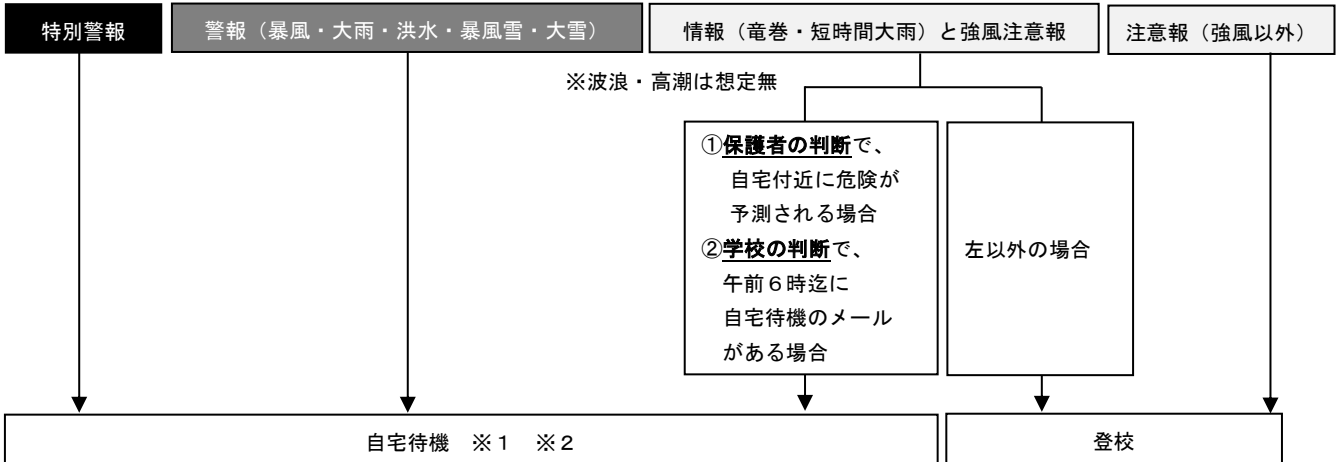 特別警報
警報（暴風・大雨・洪水・暴風雪・大雪）
情報（竜巻・短時間大雨）と強風注意報
注意報（強風以外）
※波浪・高潮は想定無
①保護者の判断で、
自宅付近に危険が
予測される場合
②学校の判断で、
午前６時迄に
自宅待機のメール
がある場合
左以外の場合
自宅待機　※１　※２
登校